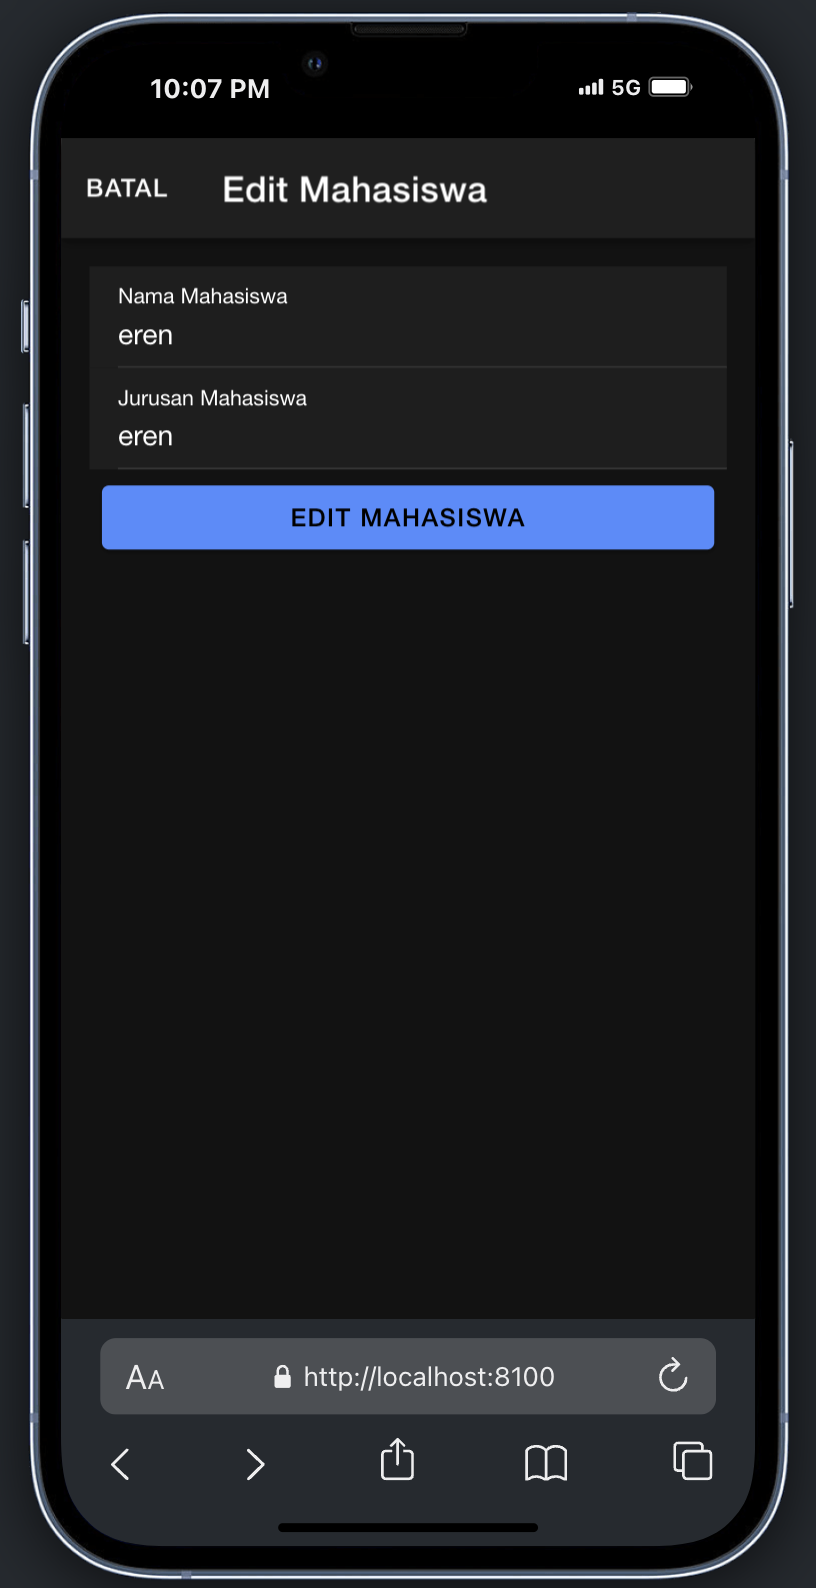 10:07 PM 5G
BATAL Edit Mahasiswa
Nama Mahasiswa
eren
Jurusan Mahasiswa
eren
EDIT MAHASISWA
AA http://localhost:8100